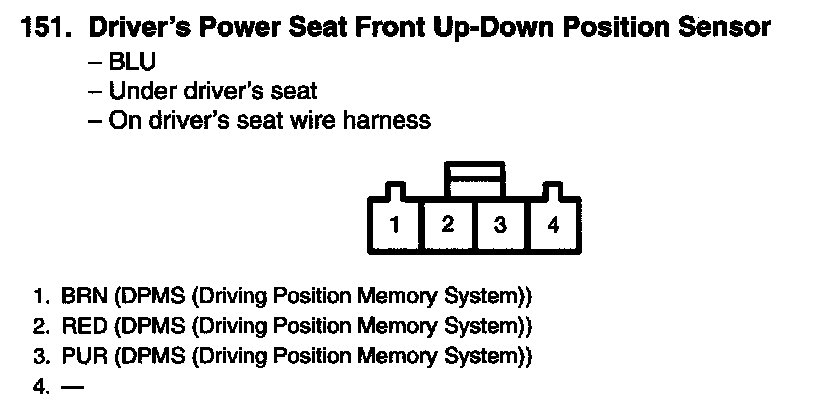 151. Driver's Power Seat Front Up-Down Position Sensor
– BLU
– Under driver's seat
– On driver's seat wire harness
1 2 3 4
1. BRN (DPMS (Driving Position Memory System))
2. RED (DPMS (Driving Position Memory System))
3. PUR (DPMS (Driving Position Memory System))
4. —